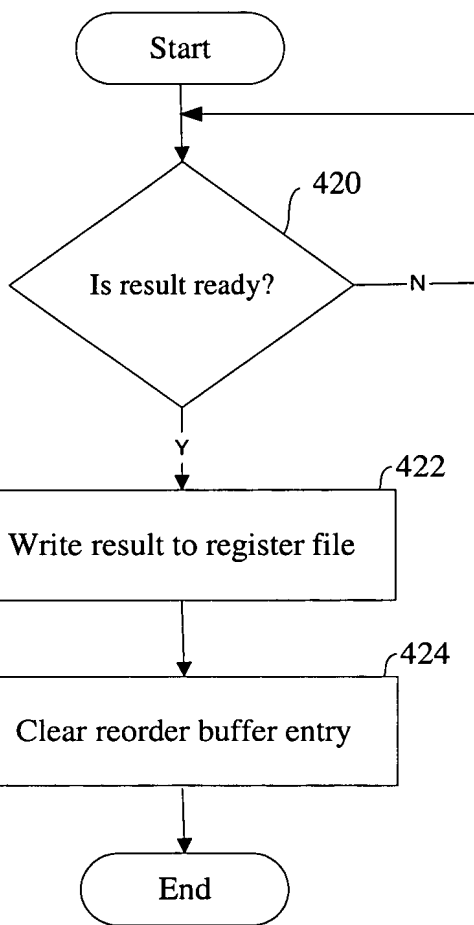 Start
420
Is result ready?
N
Y
422
Write result to register file
424
Clear reorder buffer entry
End